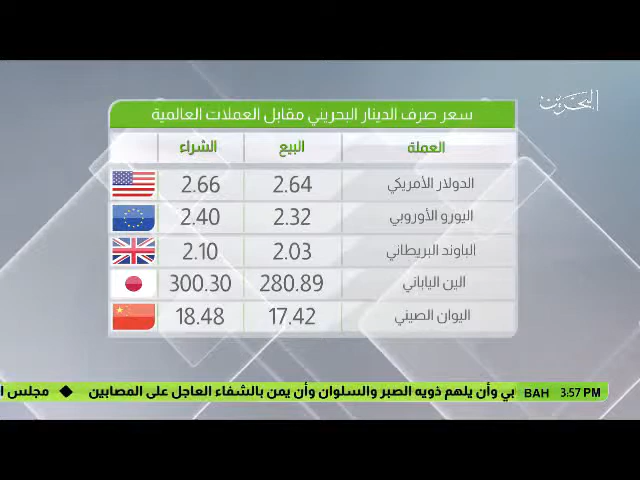 البحرين
سعر صرف الدينار البحريني مقابل العملات العالمية
العملة البيع الشراء
الدولار الأمريكي 2.64 2.66
اليورو الأوروبي 2.32 2.40
الباوند البريطاني 2.03 2.10
الين الياباني 280.89 300.30
اليوان الصيني 17.42 18.48
3:57 PM BAH بي وأن يلهم ذويه الصبر والسلوان وأن يمن بالشفاء العاجل على المصابين ◆ مجلس ا